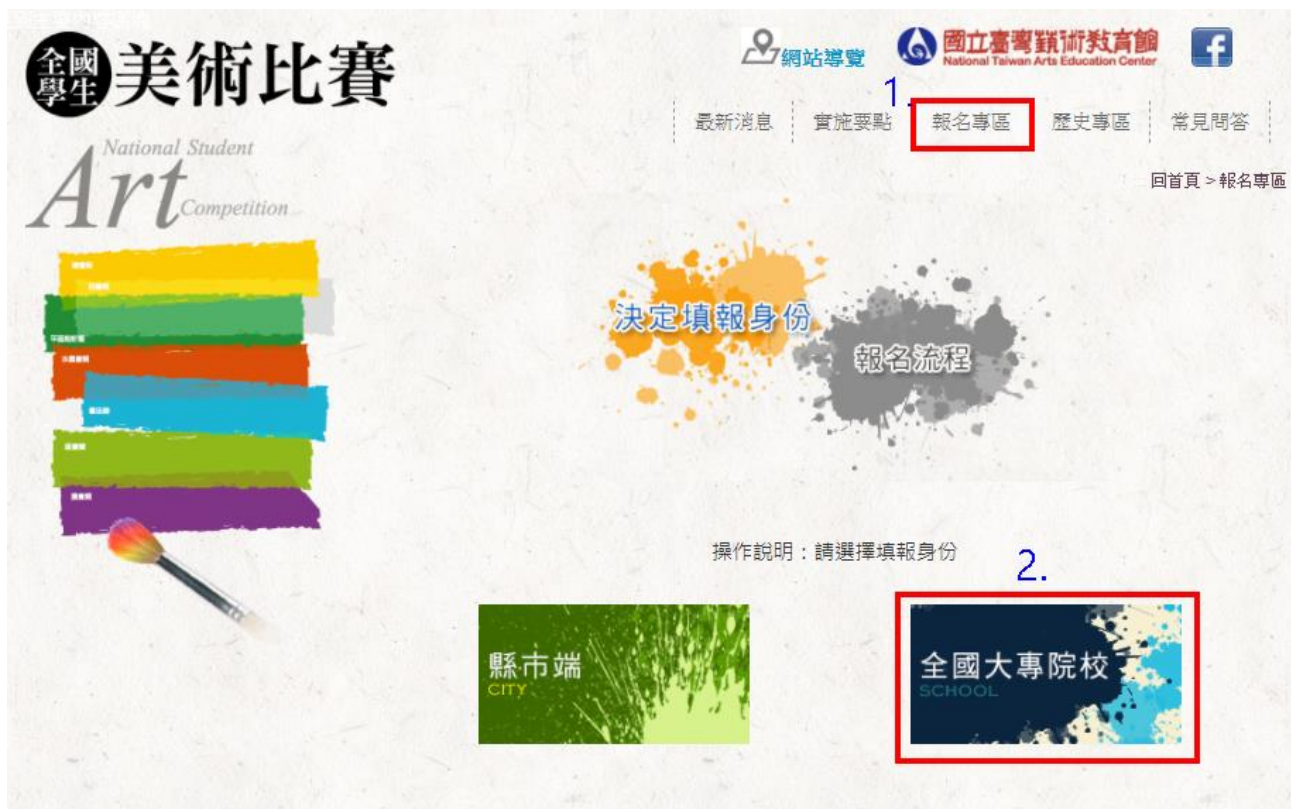 全國學生美術比賽
National Student
Art
Competition
網站導覽
國立臺灣藝術教育館
National Taiwan Arts Education Center
f
1.
最新消息
實施要點
報名專區
歷史專區
常見問答
回首頁 > 報名專區
決定填報身份
報名流程
操作說明：請選擇填報身份
2.
縣市端
CITY
全國大專院校
SCHOOL